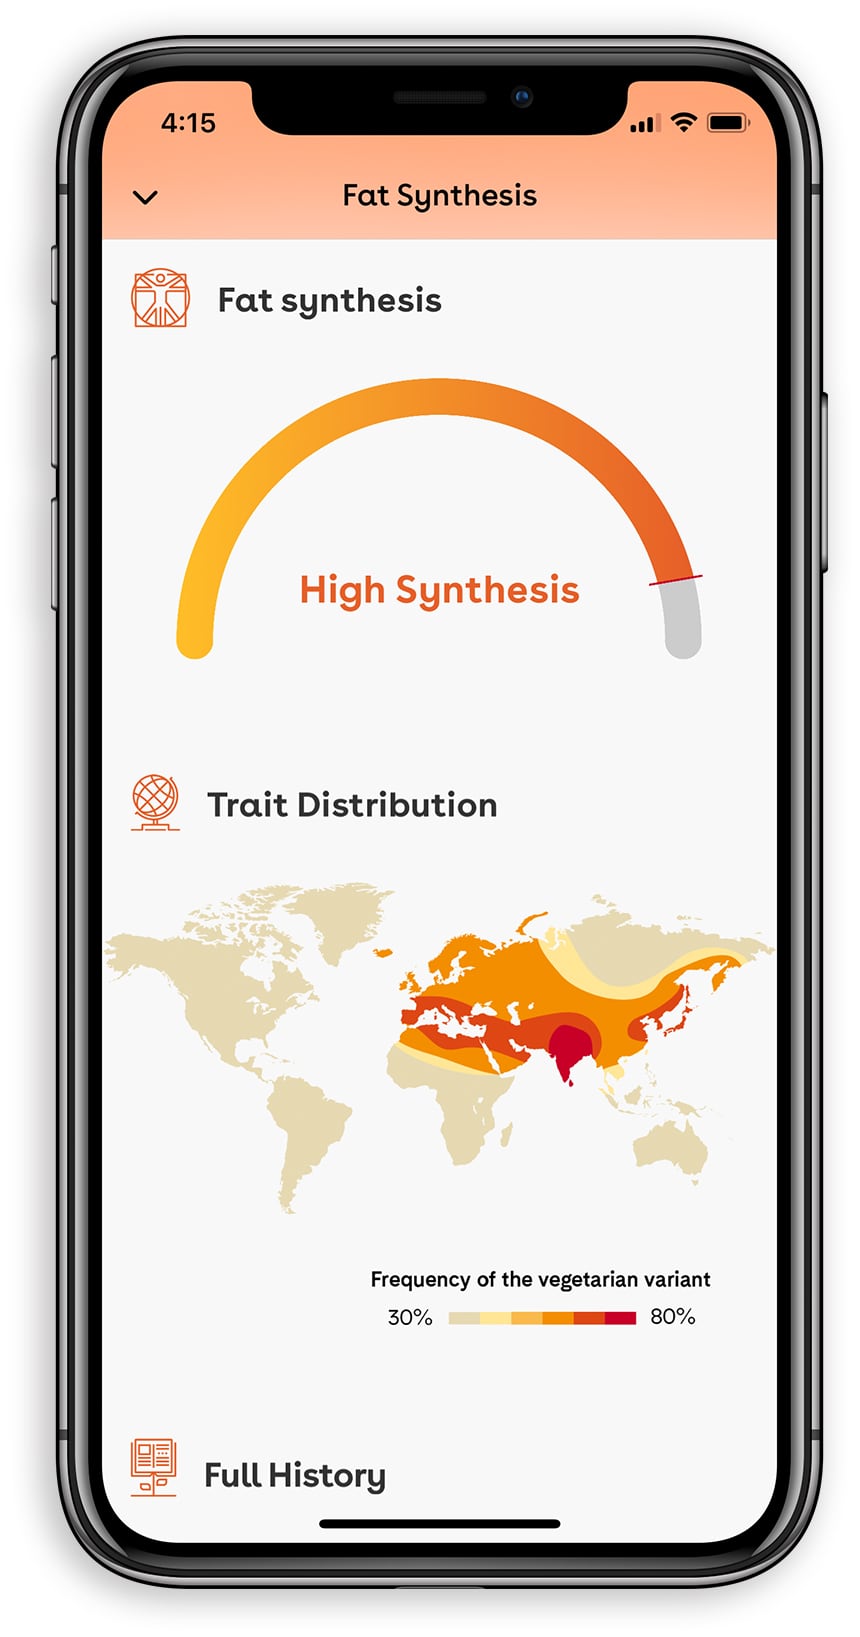 4:15
Fat Synthesis
Fat synthesis
High Synthesis
Trait Distribution
Frequency of the vegetarian variant
30% 80%
Full History